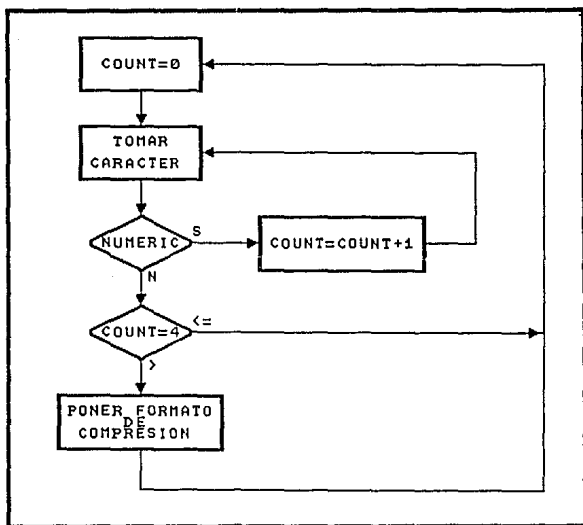 COUNT=0
TOMAR
CARACTER
NUMERIC
S
COUNT=COUNT+1
N
COUNT=4
<=
>
PONER FORMATO
DE
COMPRESION